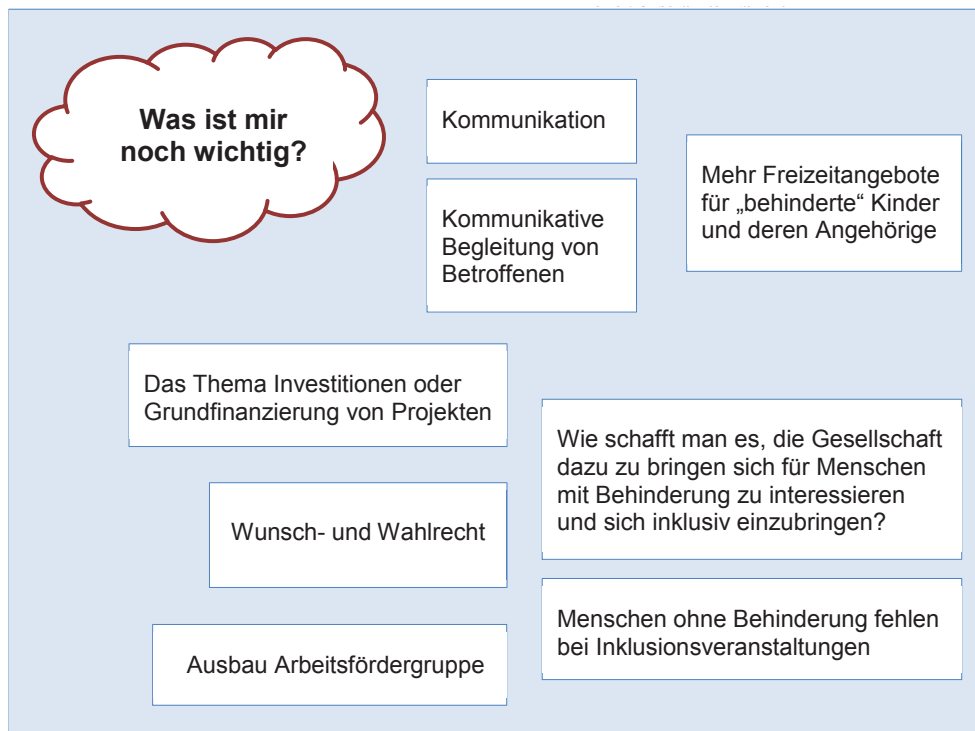 Was ist mir
noch wichtig?
Kommunikation
Kommunikative
Begleitung von
Betroffenen
Mehr Freizeitangebote
für „behinderte“ Kinder
und deren Angehörige
Das Thema Investitionen oder
Grundfinanzierung von Projekten
Wie schafft man es, die Gesellschaft
dazu zu bringen sich für Menschen
mit Behinderung zu interessieren
und sich inklusiv einzubringen?
Wunsch- und Wahlrecht
Menschen ohne Behinderung fehlen
bei Inklusionsveranstaltungen
Ausbau Arbeitsfördergruppe